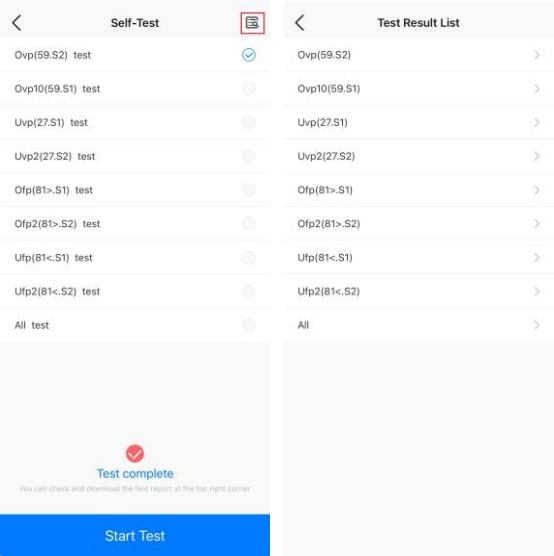 Self-Test
Ovp(59.S2) test
Ovp10(59.S1) test
Uvp(27.S1) test
Uvp2(27.S2) test
Ofp(81>.S1) test
Ofp2(81>.S2) test
Ufp(81<.S1) test
Ufp2(81<.S2) test
All test
Test complete
You can check and download the test report at the top right corner
Start Test
Test Result List
Ovp(59.S2)
Ovp10(59.S1)
Uvp(27.S1)
Uvp2(27.S2)
Ofp(81>.S1)
Ofp2(81>.S2)
Ufp(81<.S1)
Ufp2(81<.S2)
All